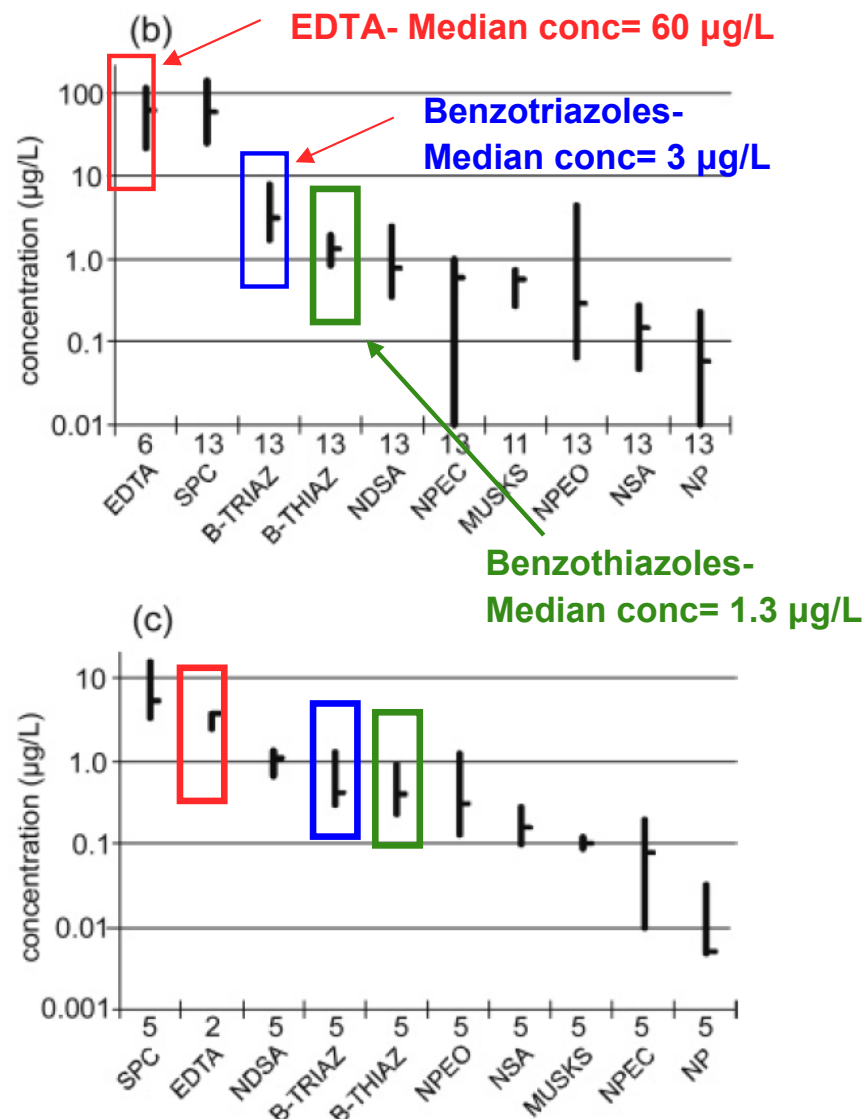 (b)
EDTA- Median conc= 60 µg/L
Benzotriazoles-
Median conc= 3 µg/L
concentration (µg/L)
100
10
1.0
0.1
0.01
6 13 13 13 13 13 11 13 13 13
EDTA SPC B-TRIAZ B-THIAZ NDSA NPEC MUSKS NPEO NSA NP
Benzothiazoles-
Median conc= 1.3 µg/L
(c)
concentration (µg/L)
10
1.0
0.1
0.01
0.001
5 2 5 5 5 5 5 5 5 5
SPC EDTA NDSA B-TRIAZ B-THIAZ NPEO NSA MUSKS NPEC NP